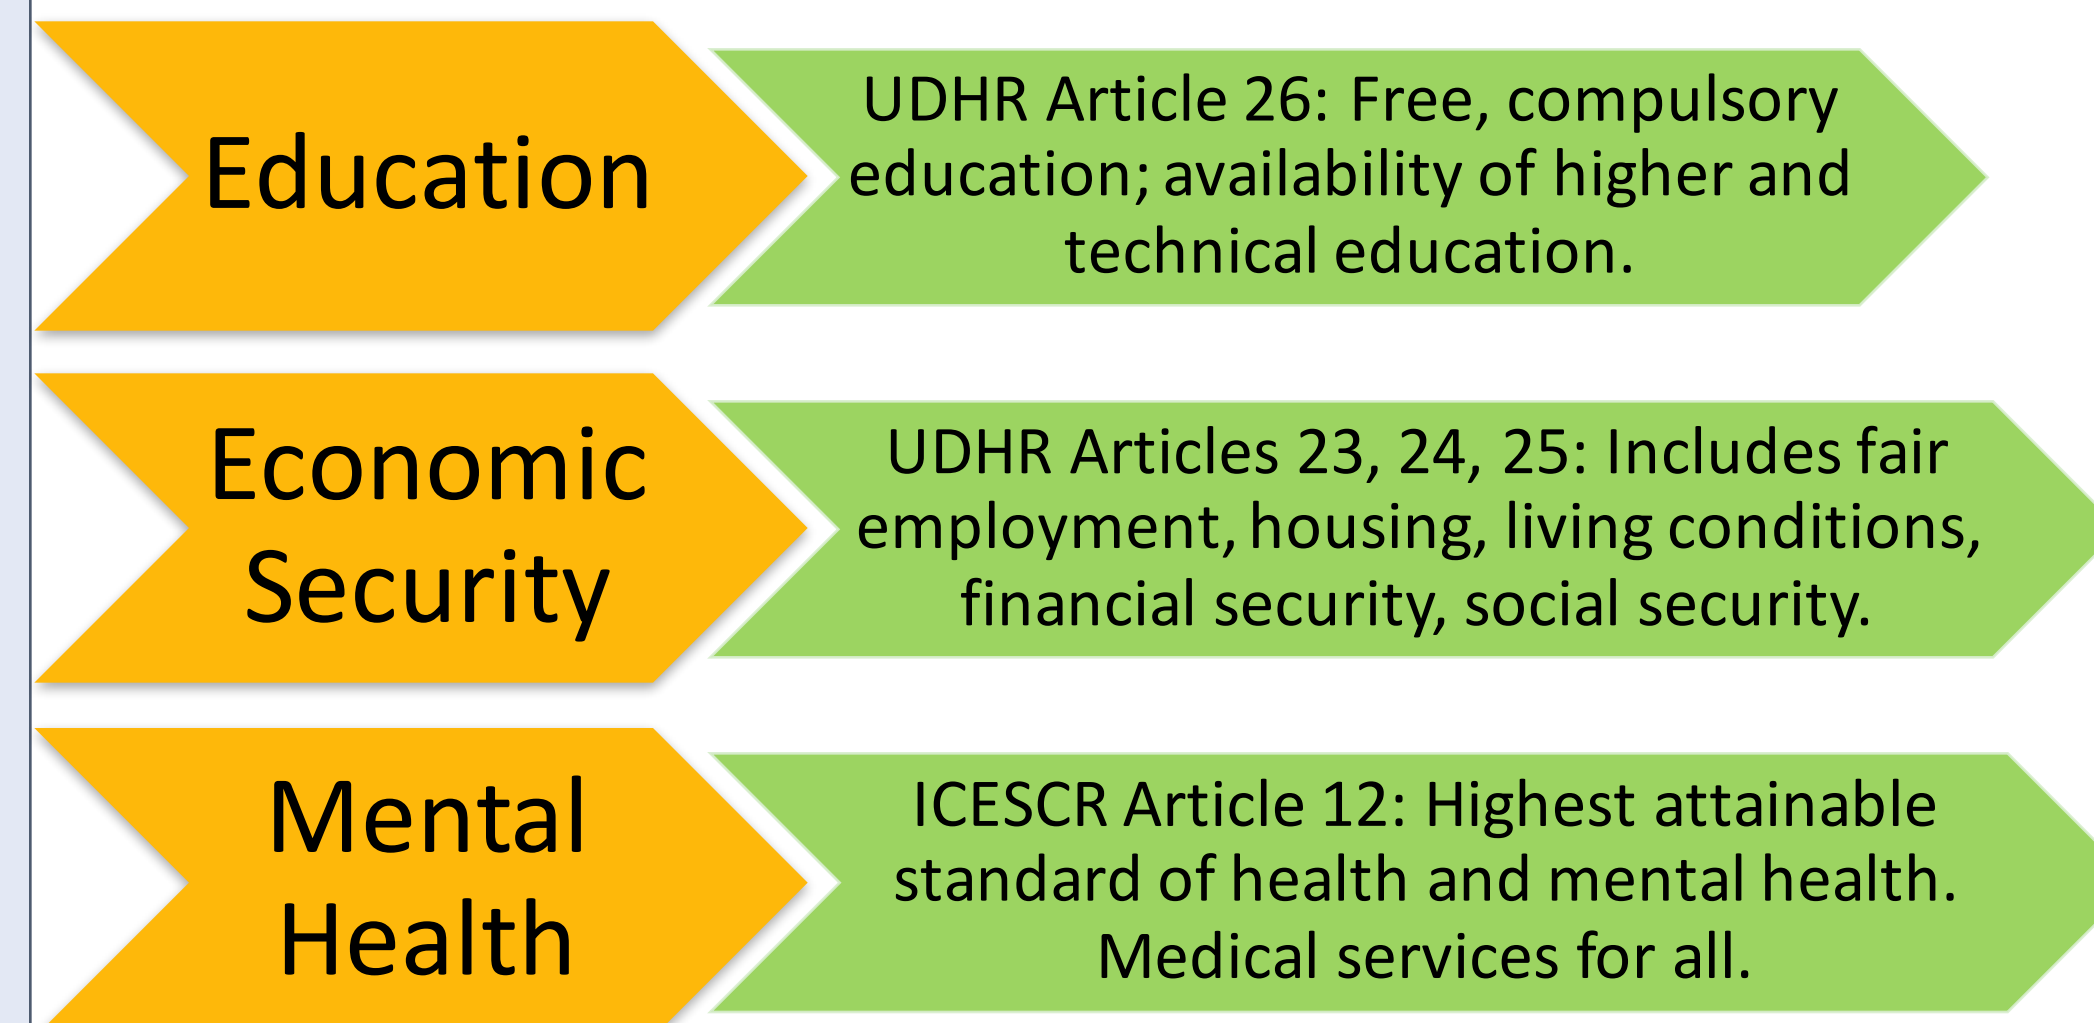 Education
UDHR Article 26: Free, compulsory
education; availability of higher and
technical education.
Economic
Security
UDHR Articles 23, 24, 25: Includes fair
employment, housing, living conditions,
financial security, social security.
Mental
Health
ICESCR Article 12: Highest attainable
standard of health and mental health.
Medical services for all.